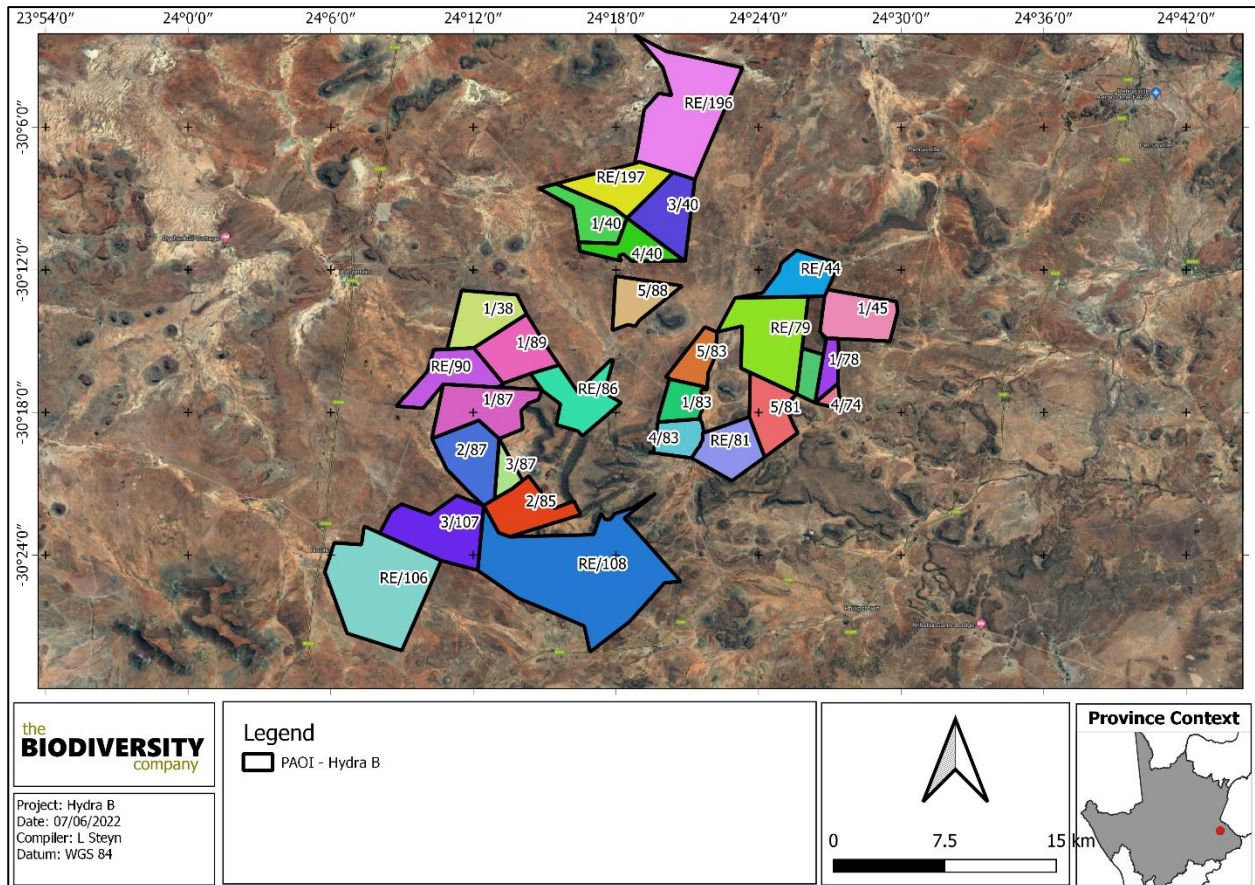 23°54′0″ 24°0′0″ 24°6′0″ 24°12′0″ 24°18′0″ 24°24′0″ 24°30′0″ 24°36′0″ 24°42′0″
-30°6′0″
-30°12′0″
-30°18′0″
-30°24′0″
RE/196
Petrusville
RE/197
3/40
1/40
4/40
RE/44
5/88
1/45
1/38
RE/79
1/89
5/83
1/78
RE/90
RE/86
1/87
1/83
5/81
4/74
4/83
RE/81
2/87
3/87
2/85
3/107
RE/108
RE/106
Philipstown
the
BIODIVERSITY
company
Project: Hydra B
Date: 07/06/2022
Compiler: L Steyn
Datum: WGS 84
Legend
PAOI - Hydra B
0 7.5 15 km
Province Context